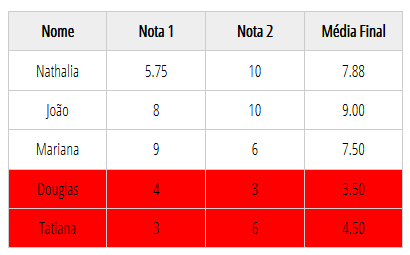 Nome Nota 1 Nota 2 Média Final
Nathalia 5.75 10 7.88
João 8 10 9.00
Mariana 9 6 7.50
Douglas 4 3 3.50
Tatiana 3 6 4.50